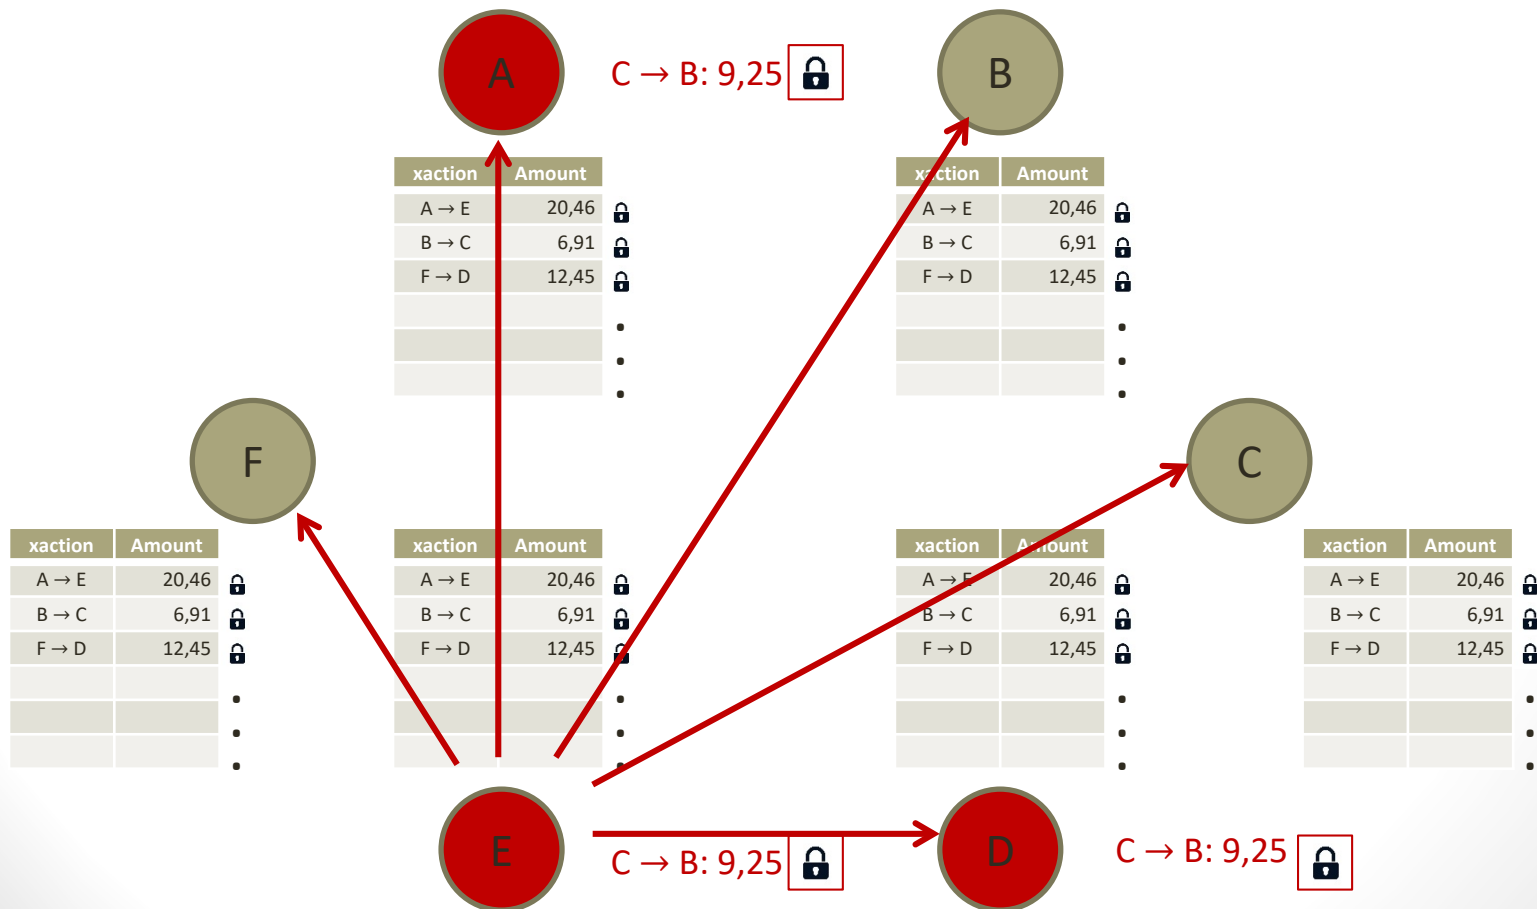 A
C → B: 9,25
B
xaction Amount
A → E 20,46
B → C 6,91
F → D 12,45
xaction Amount
A → E 20,46
B → C 6,91
F → D 12,45
F
C
xaction Amount
A → E 20,46
B → C 6,91
F → D 12,45
xaction Amount
A → E 20,46
B → C 6,91
F → D 12,45
xaction Amount
A → E 20,46
B → C 6,91
F → D 12,45
xaction Amount
A → E 20,46
B → C 6,91
F → D 12,45
E
C → B: 9,25
D
C → B: 9,25